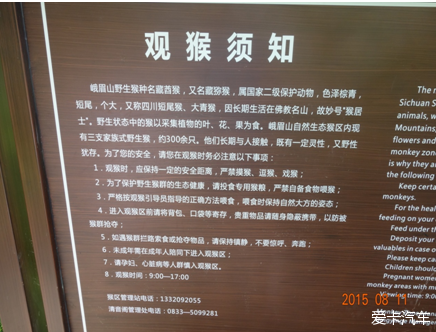 观猴须知
峨眉山野生猴种名藏酋猴，又名藏猕猴，属国家二级保护动物，色泽棕青，
短尾，个大，又称四川短尾猴、大青猴，因长期生活在佛教名山，故妙号"猴居
士"。野生状态中的猴以采集植物的叶、花、果为食。峨眉山自然生态猴区内现
有三支家族式野生猴，约300余只。他们长期与人接触，既有一定灵性，又野性
犹存。为了您的安全，请您在观猴时务必注意以下事项：
1．观猴时，应保持一定的安全距离，严禁摸猴、逗猴、戏猴；
2．为了保护野生猴群的生态健康，请投食专用猴粮，严禁自备食物喂猴；
3．严格按观猴引导员指导的正确方法喂食，喂食时保持自然大方的姿态；
4．进入观猴区前请将背包、口袋等寄存，贵重物品请随身隐蔽携带，以防被
猴群抢夺；
5．如遇猴群拦路索食或抢夺物品，请保持镇静，不要惊呼、奔跑；
6．未成年需在成年人陪同下进入观猴区；
7．请孕妇、心脏病等人群慎入观猴区。
8．观猴时间：9:00—17:00
猴区管理站电话：1332092055
清音阁管理站电话：0833—5099281
Th
Sichuan S
animals, w
Mountains,
flowers and
monkey zon
is why they ar
the following
Keep certa
monkeys.
For the heal
feeding on your
Feed under t
Deposit your
valuables in case o
Please keep ca
Children shou
Pregnant wome
monkey areas with m
Viewing time: 9:0
2015 08 11
爱卡汽车